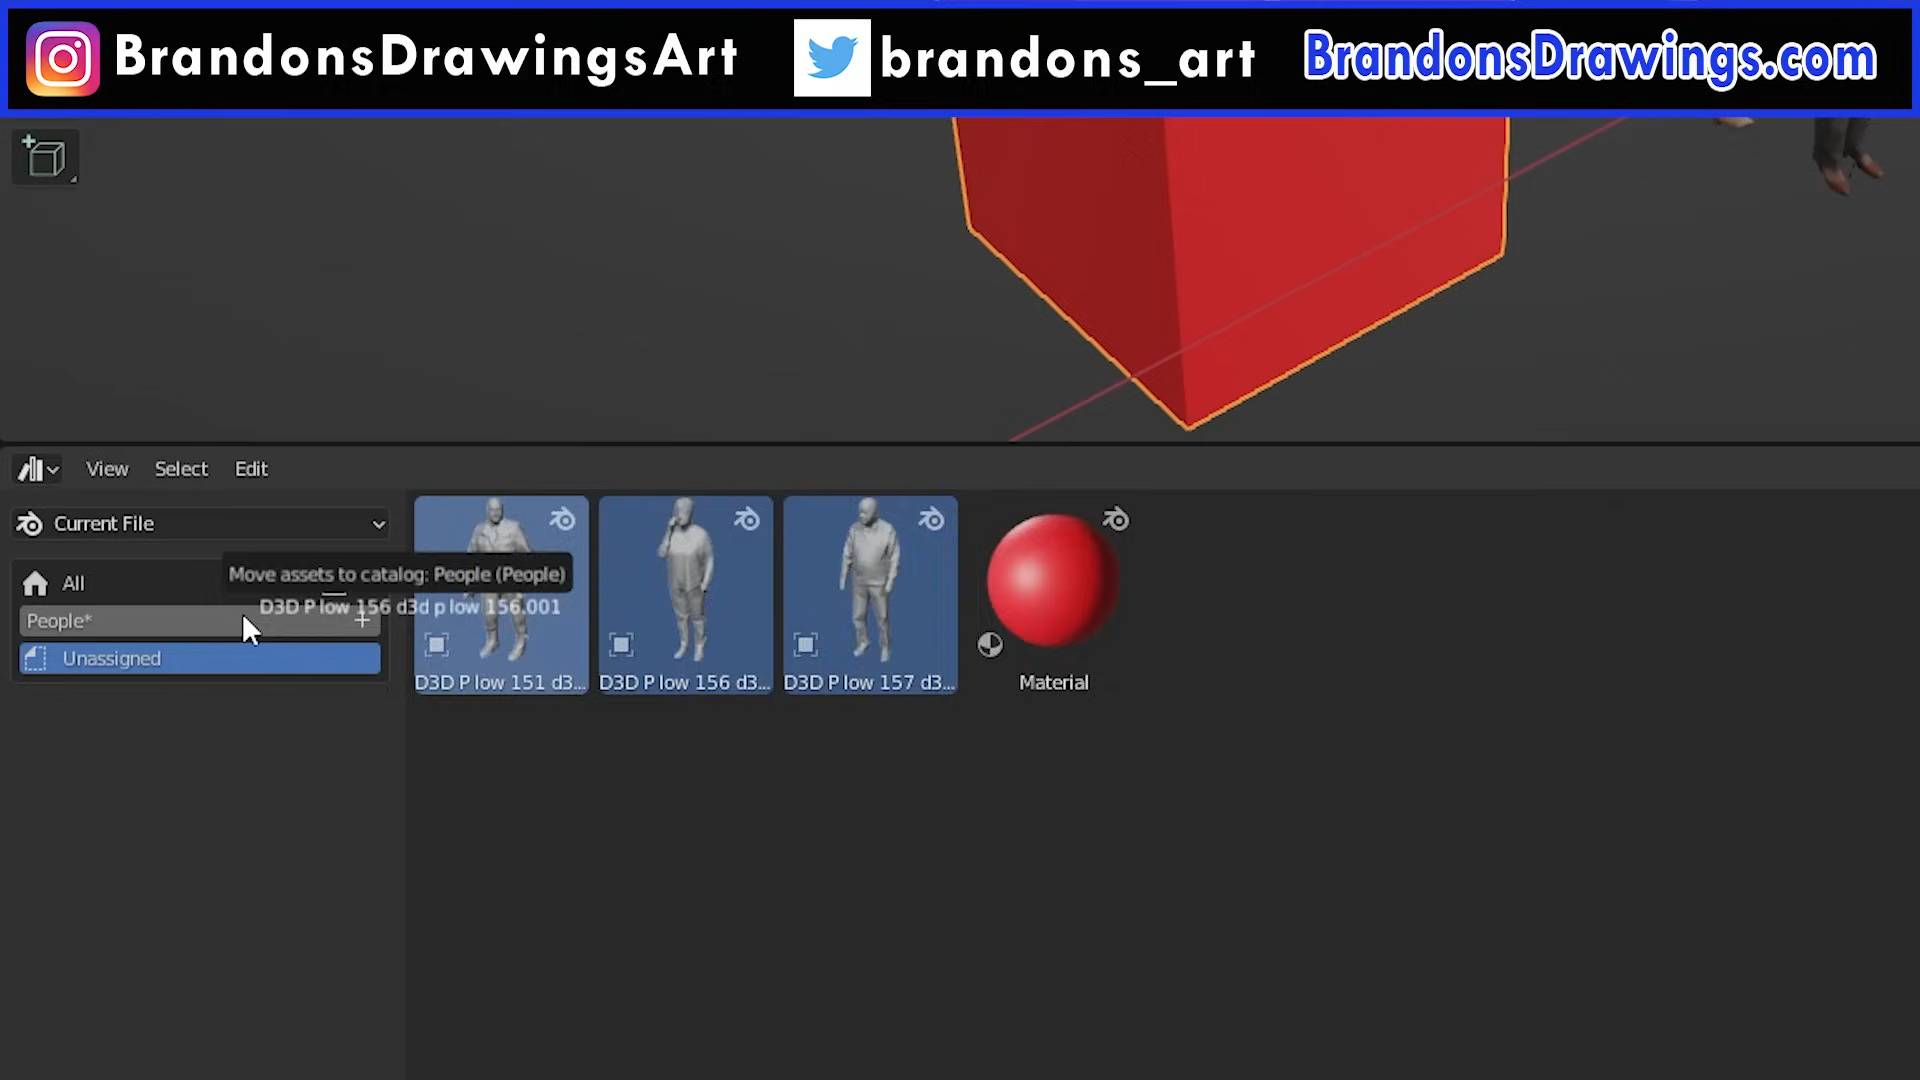 BrandonsDrawingsArt
brandons_art
BrandonsDrawings.com
View
Select
Edit
Current File
All
Move assets to catalog: People (People)
D3D P low 156 d3d p low 156.001
People*
Unassigned
D3D P low 151 d3...
D3D P low 156 d3...
D3D P low 157 d3...
Material